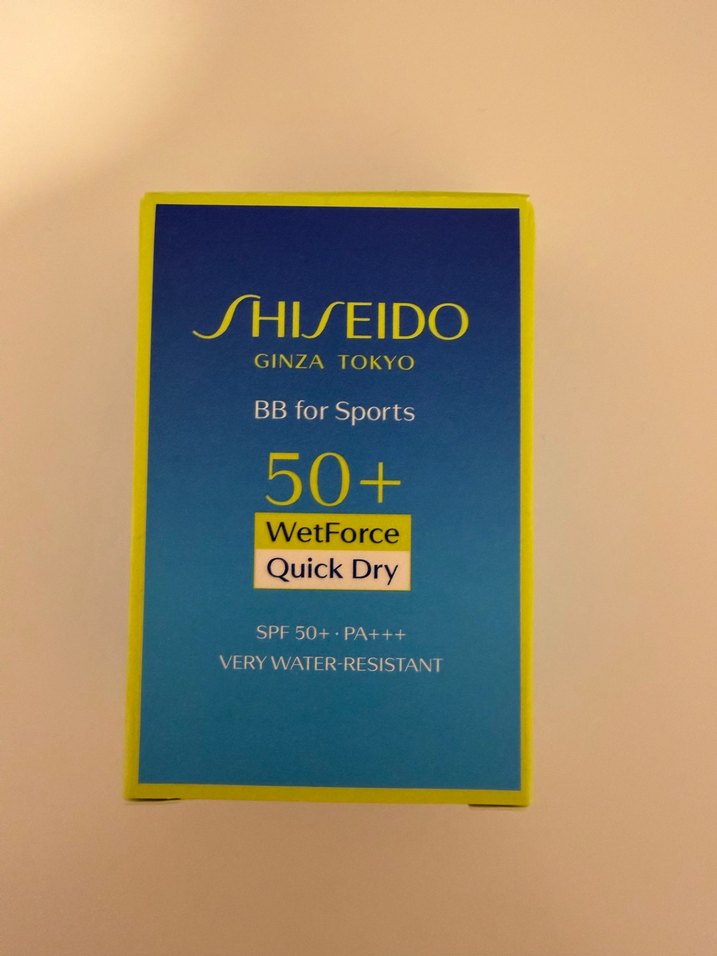 SHISEIDO
GINZA TOKYO
BB for Sports
50+
WetForce
Quick Dry
SPF 50+ · PA+++
VERY WATER-RESISTANT